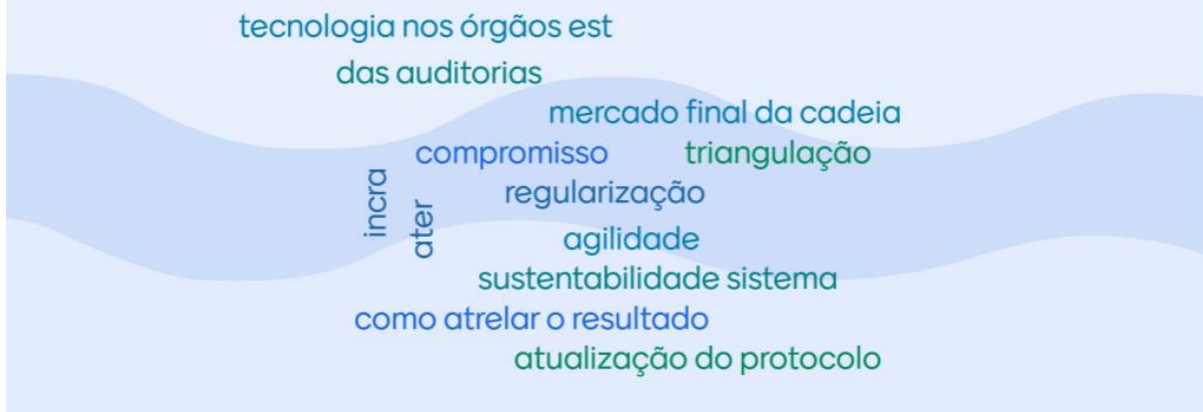 tecnologia nos órgãos est
das auditorias
mercado final da cadeia
compromisso triangulação
incra
ater
regularização
agilidade
sustentabilidade sistema
como atrelar o resultado
atualização do protocolo